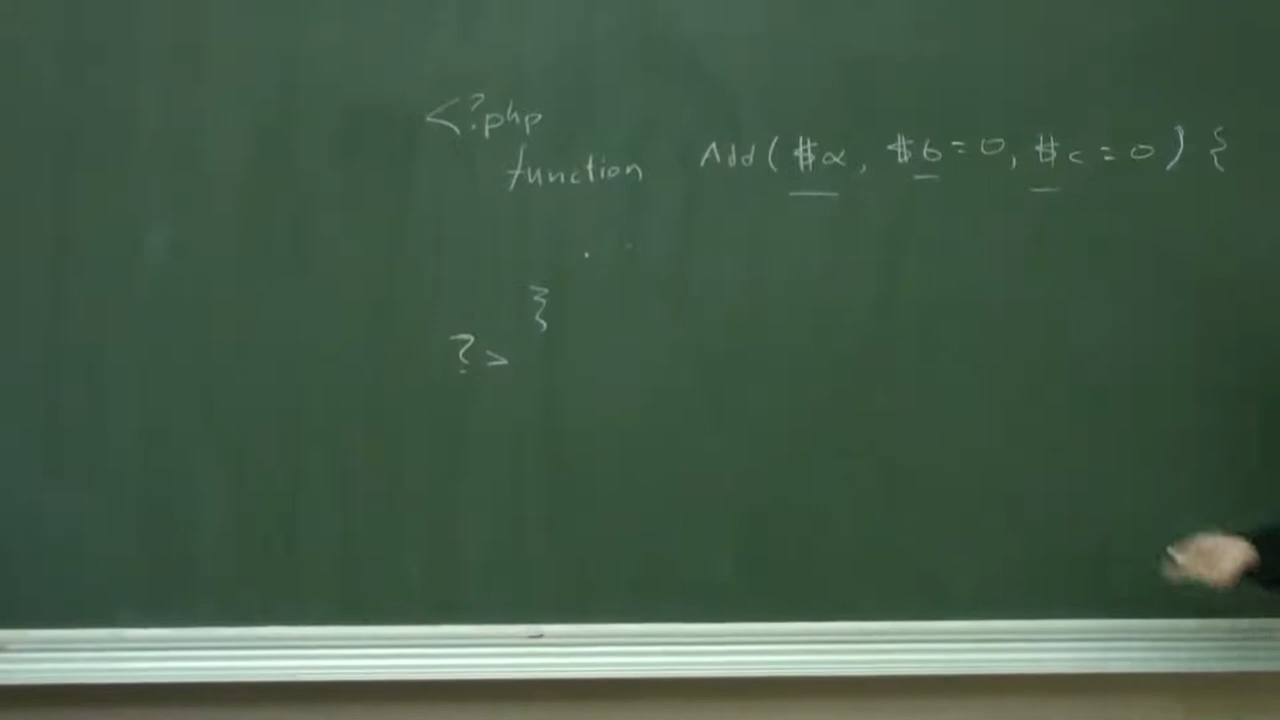 <?php
function Add($a, $b=0, $c=0) {
}
?>